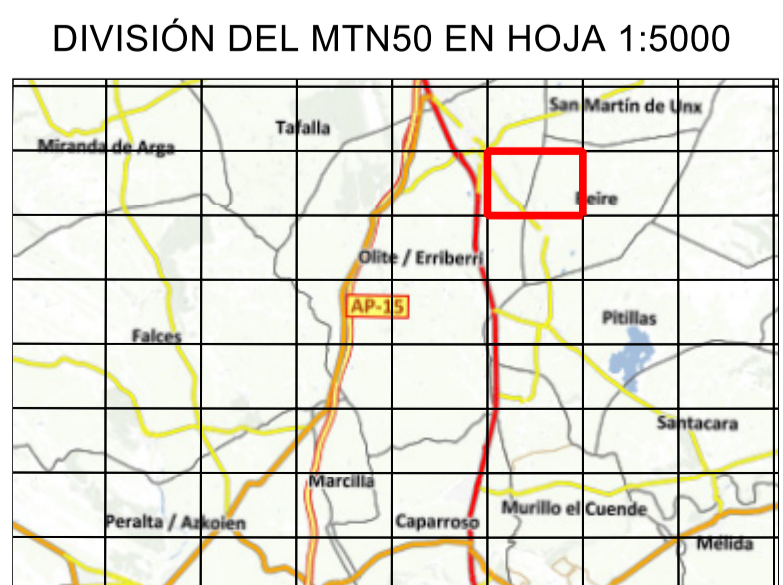 DIVISIÓN DEL MTN50 EN HOJA 1:5000
San Martín de Unx
Tafalla
Miranda de Arga
Beire
Olite / Erriberri
AP-15
Pitillas
Falces
Santacara
Marcilla
Murillo el Cuende
Peralta / Azkoien
Caparroso
Mélida